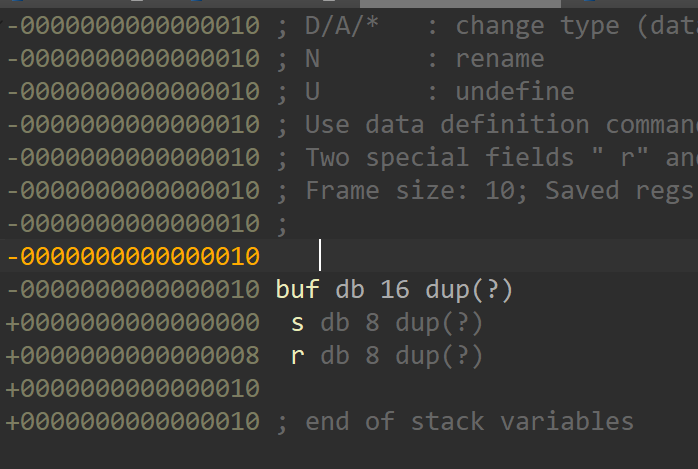 -0000000000000010 ; D/A/*   : change type (data
-0000000000000010 ; N       : rename
-0000000000000010 ; U       : undefine
-0000000000000010 ; Use data definition comman
-0000000000000010 ; Two special fields " r" an
-0000000000000010 ; Frame size: 10; Saved regs
-0000000000000010 ;
-0000000000000010
-0000000000000010 buf db 16 dup(?)
+0000000000000000  s db 8 dup(?)
+0000000000000008  r db 8 dup(?)
+0000000000000010
+0000000000000010 ; end of stack variables